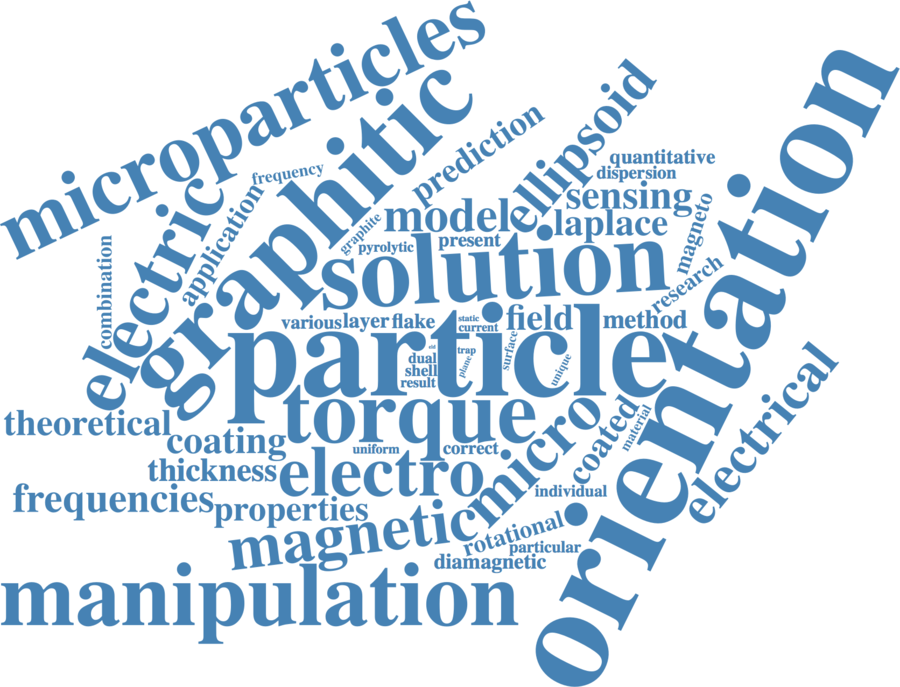 microparticles
graphitic
electric
application
frequency
prediction
ellipsoid
quantitative
dispersion
sensing
laplace
model
graphite
pyrolytic
present
solution
magneto
research
orientation
combination
various
layer
flake
static
current
field
method
particle
dual
shell
result
trap
plane
surface
unique
theoretical
torque
micro
coated
material
electrical
coating
uniform
correct
thickness
electro
individual
frequencies
properties
magnetic
rotational
particular
diamagnetic
manipulation